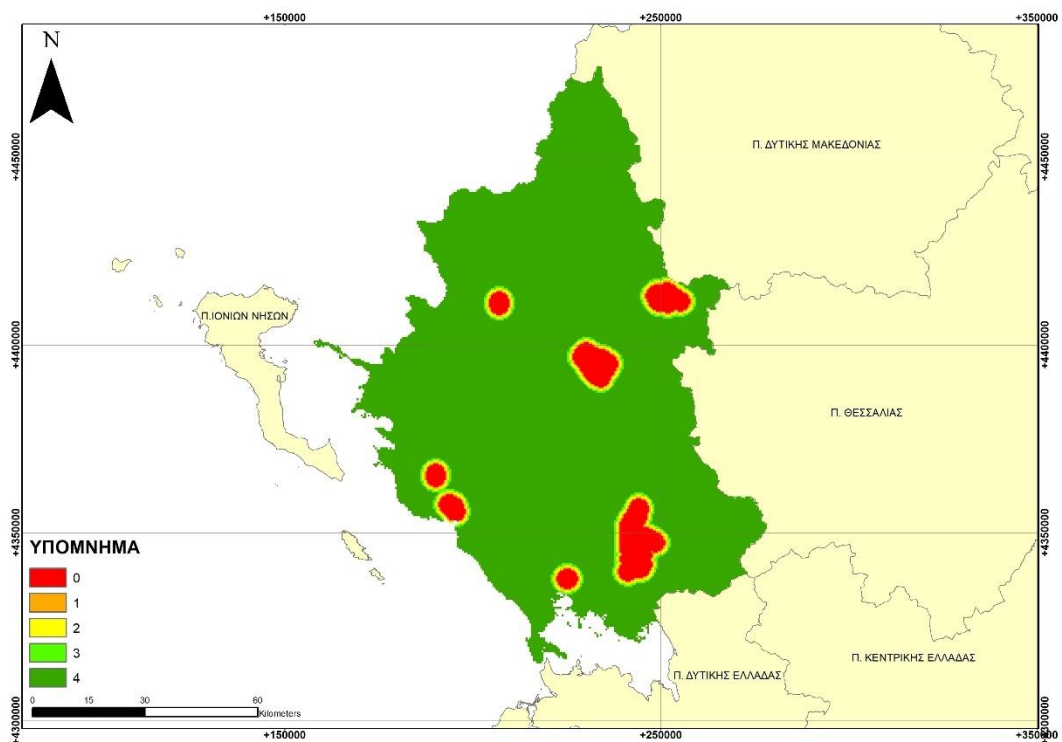 +150000
+250000
+350000
N
+4450000
+4450000
Π. ΔΥΤΙΚΗΣ ΜΑΚΕΔΟΝΙΑΣ
Π.ΙΟΝΙΩΝ ΝΗΣΩΝ
+4400000
+4400000
Π. ΘΕΣΣΑΛΙΑΣ
+4350000
+4350000
ΥΠΟΜΝΗΜΑ
0
1
2
3
4
Π. ΚΕΝΤΡΙΚΗΣ ΕΛΛΑΔΑΣ
Π. ΔΥΤΙΚΗΣ ΕΛΛΑΔΑΣ
0 15 30 60
Kilometers
+4300000
+4300000
+150000
+250000
+350000